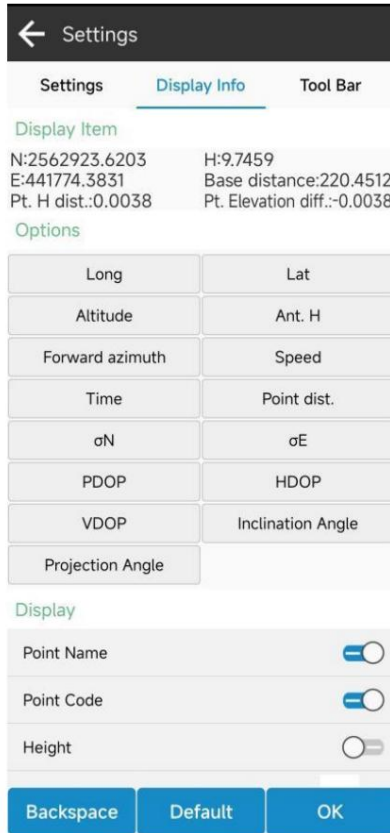 Settings
Settings Display Info Tool Bar
Display Item
N:2562923.6203 H:9.7459
E:441774.3831 Base distance:220.4512
Pt. H dist.:0.0038 Pt. Elevation diff.:-0.0038
Options
Long Lat
Altitude Ant. H
Forward azimuth Speed
Time Point dist.
σN σE
PDOP HDOP
VDOP Inclination Angle
Projection Angle
Display
Point Name
Point Code
Height
Backspace Default OK